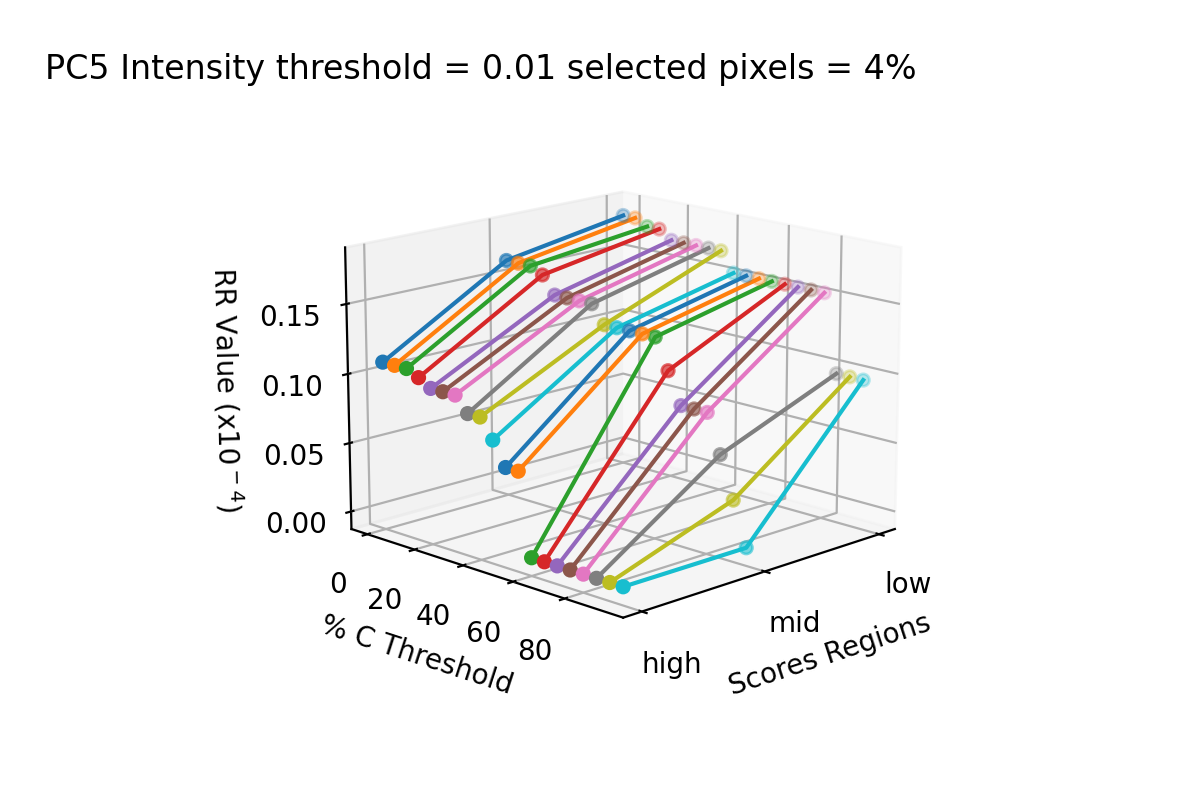 PC5 Intensity threshold = 0.01 selected pixels = 4%
RR Value (x10⁻⁴)
0.15
0.10
0.05
0.00
0
20
40
60
80
% C Threshold
high
mid
low
Scores Regions